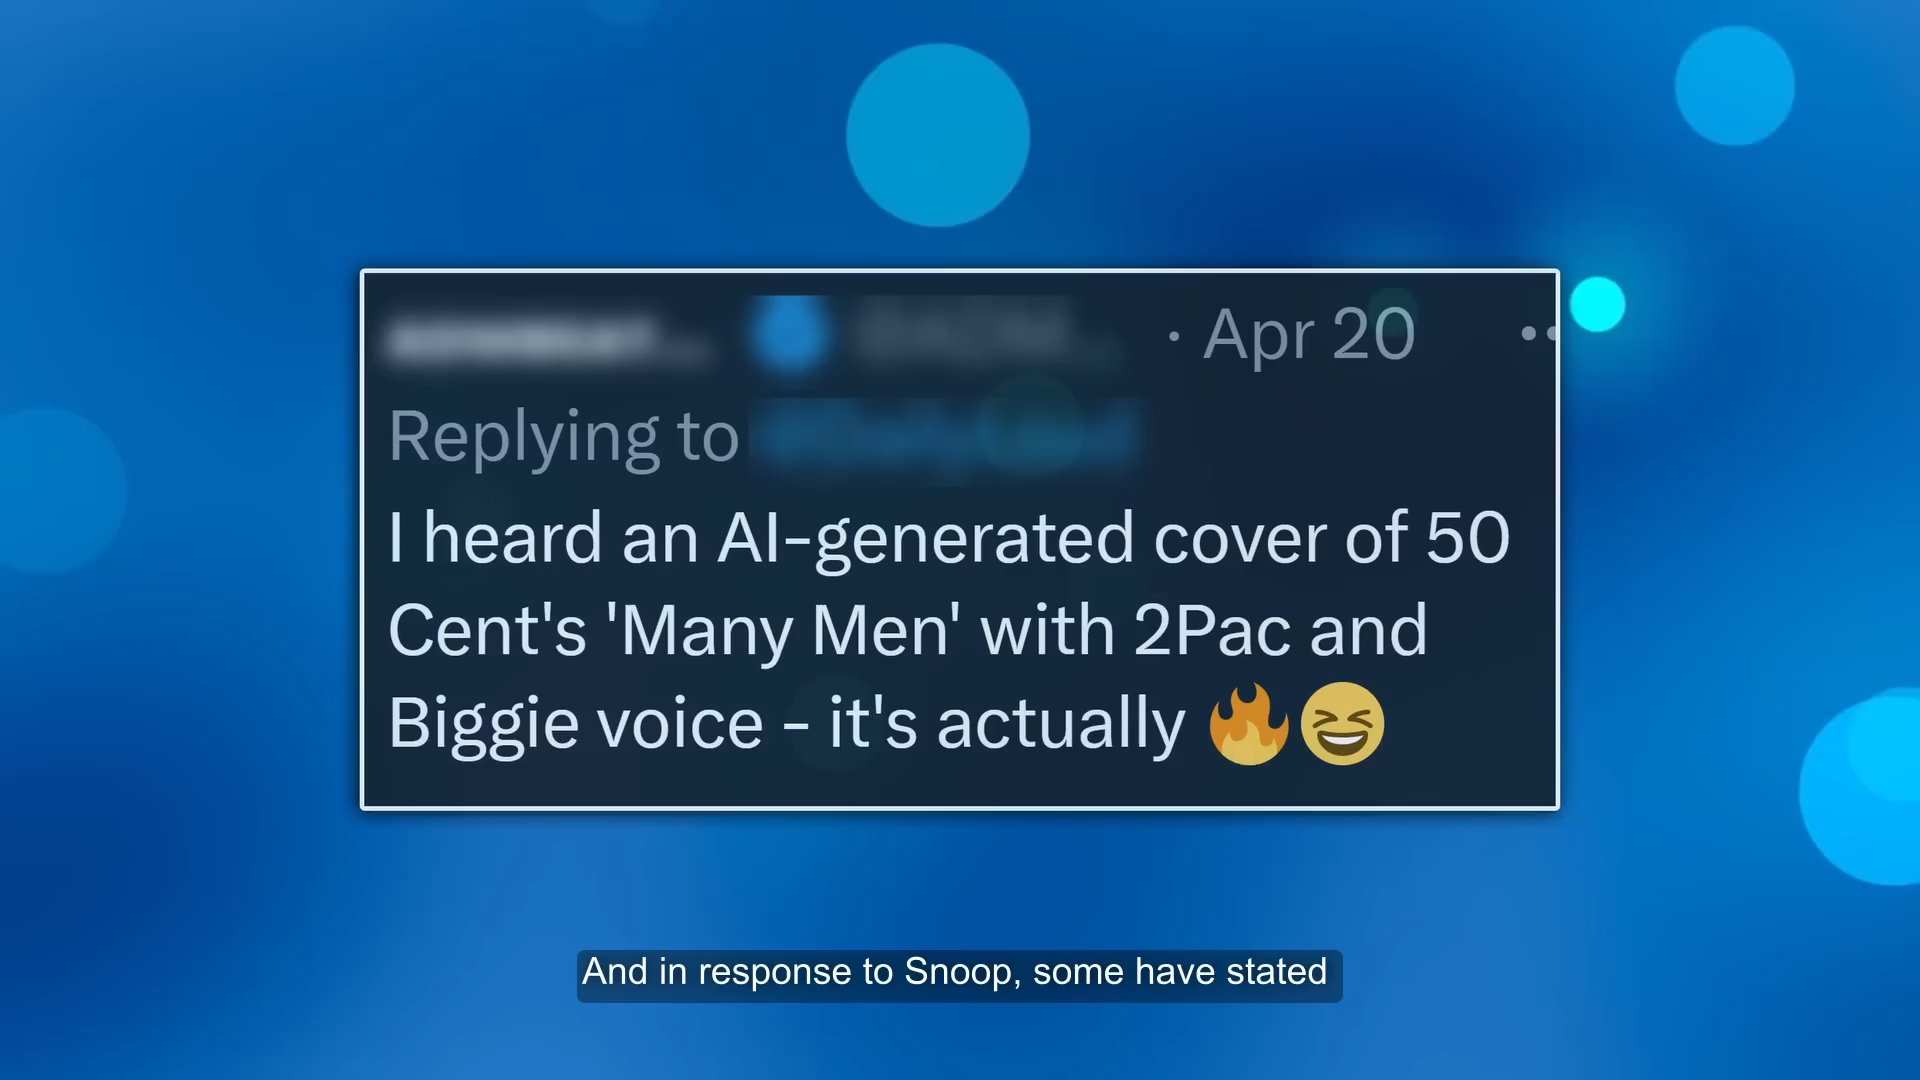 · Apr 20
Replying to
I heard an AI-generated cover of 50
Cent's 'Many Men' with 2Pac and
Biggie voice - it's actually 🔥😆
And in response to Snoop, some have stated